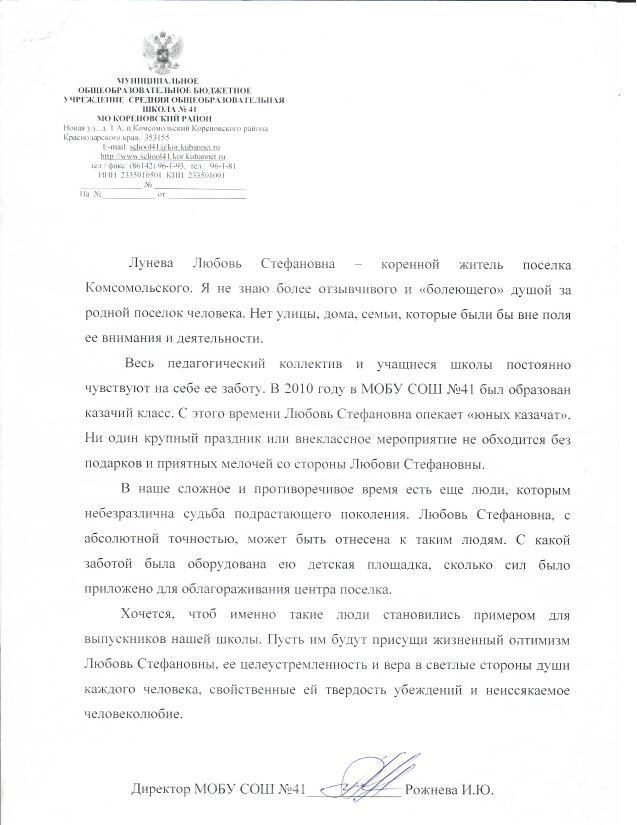 МУНИЦИПАЛЬНОЕ
ОБЩЕОБРАЗОВАТЕЛЬНОЕ БЮДЖЕТНОЕ
УЧРЕЖДЕНИЕ СРЕДНЯЯ ОБЩЕОБРАЗОВАТЕЛЬНАЯ
ШКОЛА № 41
МО КОРЕНОВСКИЙ РАЙОН
Новая ул., д. 1 А, п.Комсомольский Кореновского района
Краснодарского края, 353155
E-mail: school41@kor.kubannet.ru
http://www.school41.kor.kubannet.ru
тел./ факс (86142) 96-1-93, тел.: 96-1-81
ИНН 2335010501 КПП 233501001
______________ № ____________________
На №____________ от _________________
Лунева Любовь Стефановна – коренной житель поселка
Комсомольского. Я не знаю более отзывчивого и «болеющего» душой за
родной поселок человека. Нет улицы, дома, семьи, которые были бы вне поля
ее внимания и деятельности.
Весь педагогический коллектив и учащиеся школы постоянно
чувствуют на себе ее заботу. В 2010 году в МОБУ СОШ №41 был образован
казачий класс. С этого времени Любовь Стефановна опекает «юных казачат».
Ни один крупный праздник или внеклассное мероприятие не обходится без
подарков и приятных мелочей со стороны Любови Стефановны.
В наше сложное и противоречивое время есть еще люди, которым
небезразлична судьба подрастающего поколения. Любовь Стефановна, с
абсолютной точностью, может быть отнесена к таким людям. С какой
заботой была оборудована ею детская площадка, сколько сил было
приложено для облагораживания центра поселка.
Хочется, чтоб именно такие люди становились примером для
выпускников нашей школы. Пусть им будут присущи жизненный оптимизм
Любовь Стефановны, ее целеустремленность и вера в светлые стороны души
каждого человека, свойственные ей твердость убеждений и неиссякаемое
человеколюбие.
Директор МОБУ СОШ №41____________ Рожнева И.Ю.